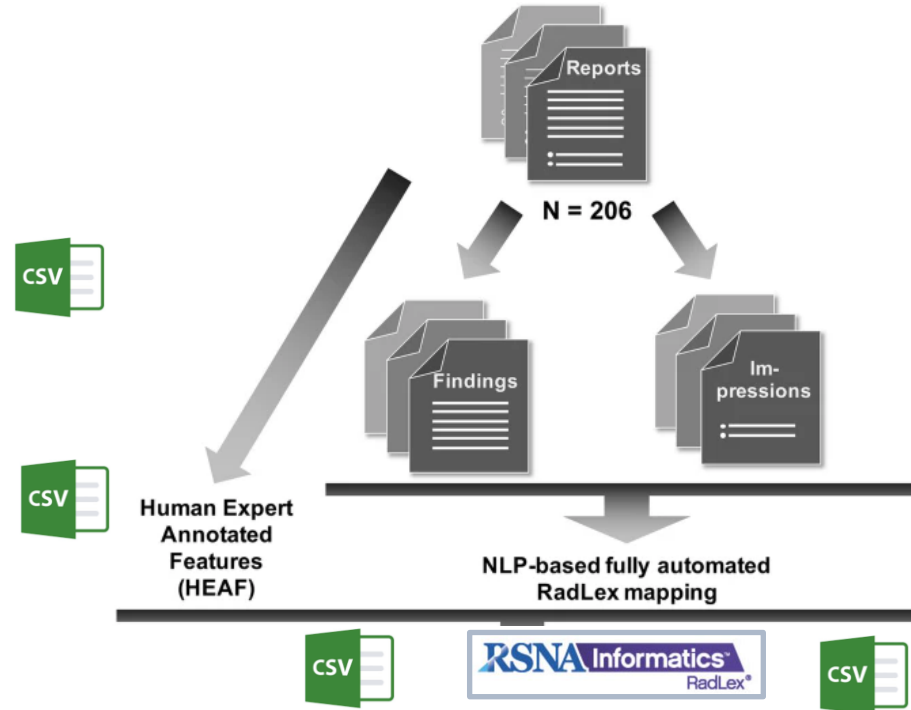 Reports
N = 206
CSV
Findings
Im-
pressions
CSV
Human Expert
Annotated
Features
(HEAF)
NLP-based fully automated
RadLex mapping
CSV
RSNA Informatics™
RadLex®
CSV